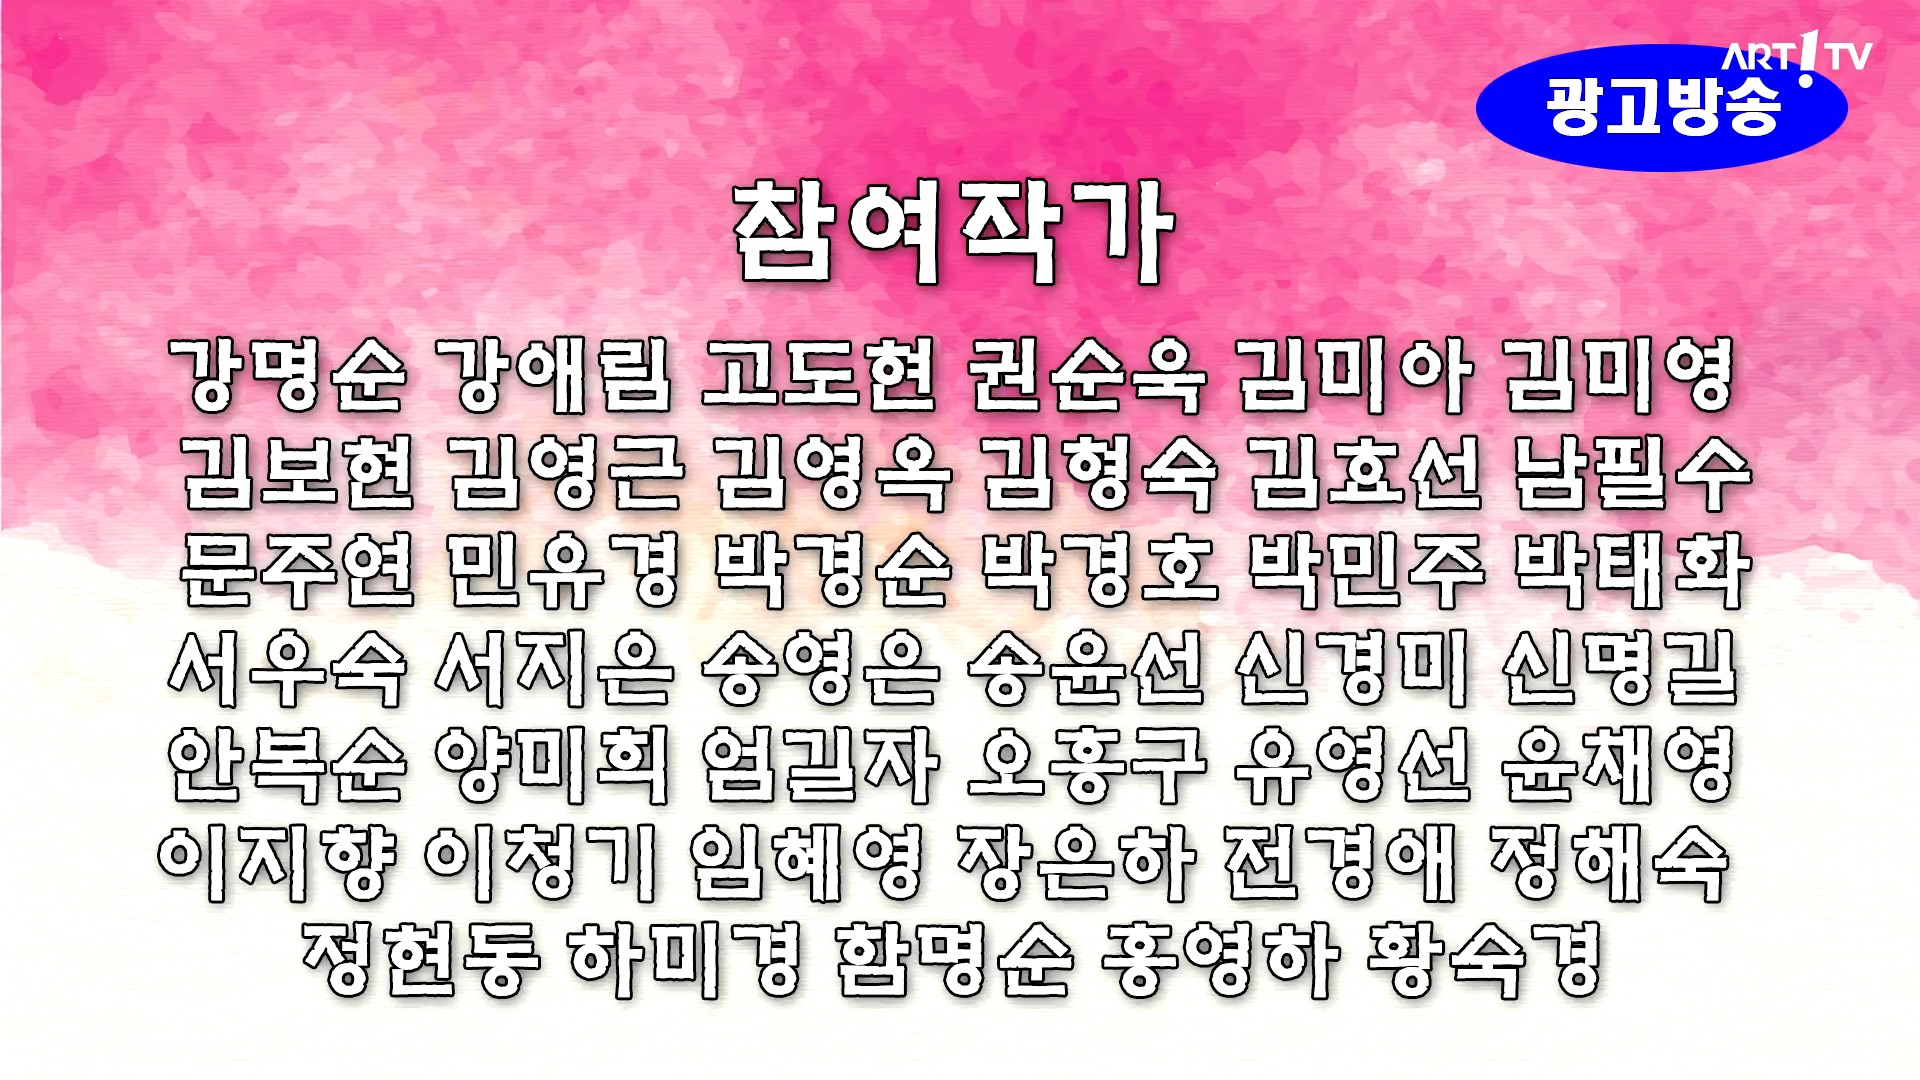 ART!TV
광고방송
참여작가
강명순 강애림 고도현 권순욱 김미아 김미영
김보현 김영근 김영옥 김형숙 김효선 남필수
문주연 민유경 박경순 박경호 박민주 박태화
서우숙 서지은 송영은 송윤선 신경미 신명길
안복순 양미희 엄길자 오흥구 유영선 윤채영
이지향 이청기 임혜영 장은하 전경애 정해숙
정현동 하미경 함명순 홍영하 황숙경